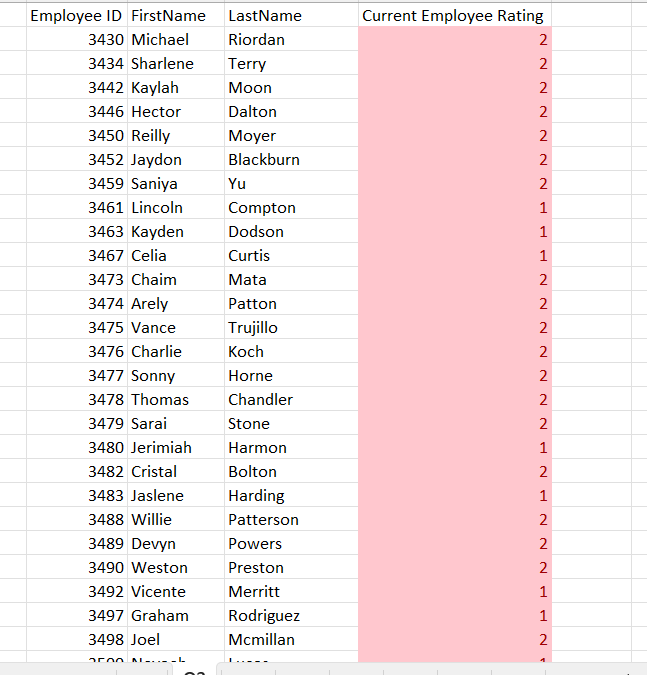 Employee ID FirstName LastName Current Employee Rating
3430 Michael Riordan 2
3434 Sharlene Terry 2
3442 Kaylah Moon 2
3446 Hector Dalton 2
3450 Reilly Moyer 2
3452 Jaydon Blackburn 2
3459 Saniya Yu 2
3461 Lincoln Compton 1
3463 Kayden Dodson 1
3467 Celia Curtis 1
3473 Chaim Mata 2
3474 Arely Patton 2
3475 Vance Trujillo 2
3476 Charlie Koch 2
3477 Sonny Horne 2
3478 Thomas Chandler 2
3479 Sarai Stone 2
3480 Jerimiah Harmon 1
3482 Cristal Bolton 2
3483 Jaslene Harding 1
3488 Willie Patterson 2
3489 Devyn Powers 2
3490 Weston Preston 2
3492 Vicente Merritt 1
3497 Graham Rodriguez 1
3498 Joel Mcmillan 2